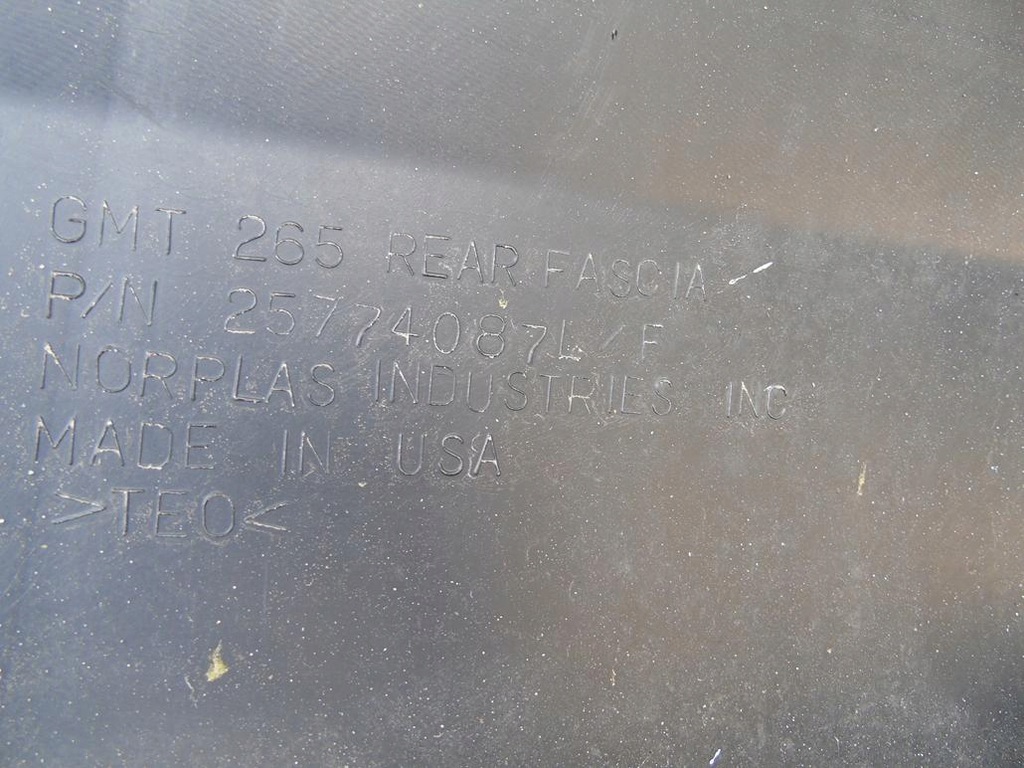 GMT 265 REAR FASCIA
P/N 25774087L/F
NORPLAS INDUSTRIES INC
MADE IN USA
>TEO<